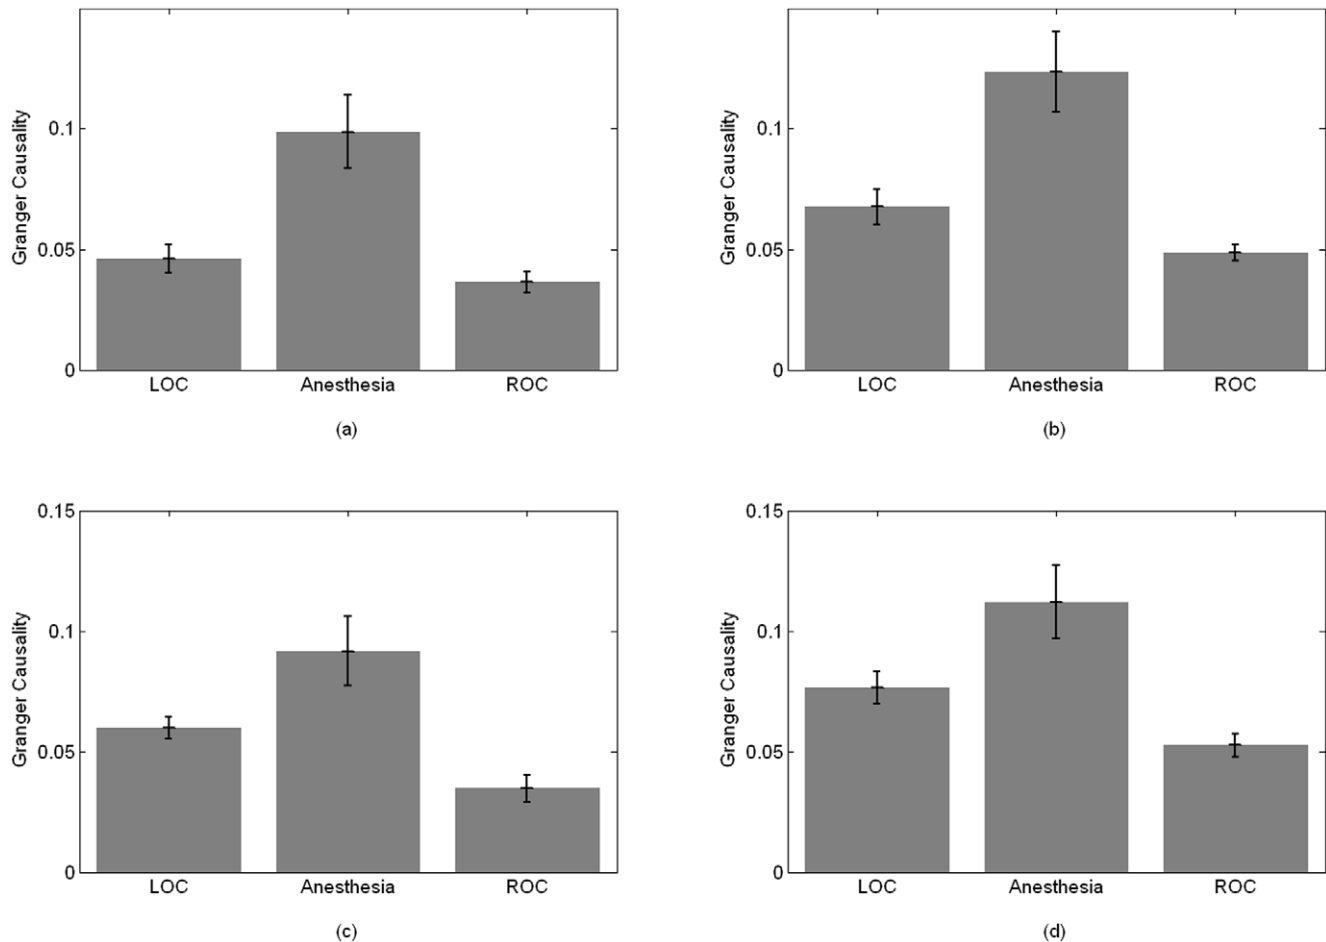 Granger Causality
0.1
0.05
0
LOC
Anesthesia
ROC
(a)
Granger Causality
0.1
0.05
0
LOC
Anesthesia
ROC
(b)
Granger Causality
0.15
0.1
0.05
0
LOC
Anesthesia
ROC
(c)
Granger Causality
0.15
0.1
0.05
0
LOC
Anesthesia
ROC
(d)